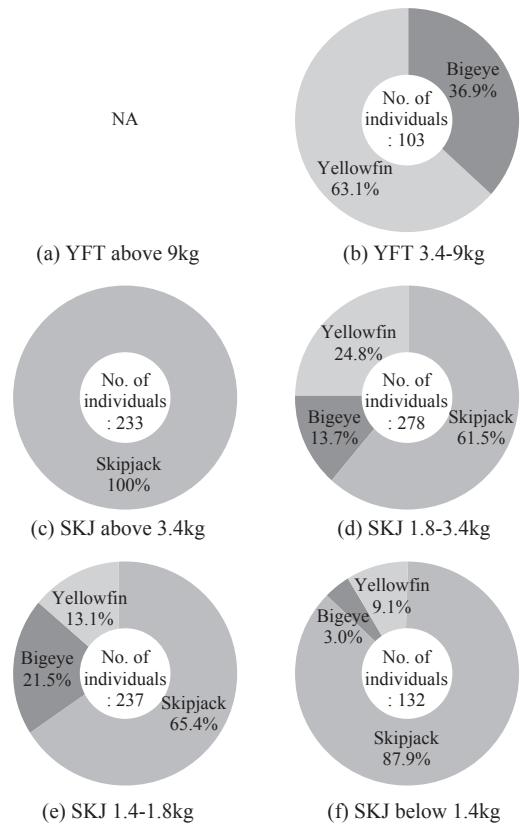 NA
(a) YFT above 9kg
Bigeye
36.9%
No. of
individuals
: 103
Yellowfin
63.1%
(b) YFT 3.4-9kg
No. of
individuals
: 233
Skipjack
100%
(c) SKJ above 3.4kg
Yellowfin
24.8%
No. of
individuals
: 278
Bigeye
13.7%
Skipjack
61.5%
(d) SKJ 1.8-3.4kg
Yellowfin
13.1%
Bigeye
21.5%
No. of
individuals
: 237
Skipjack
65.4%
(e) SKJ 1.4-1.8kg
Yellowfin
9.1%
Bigeye
3.0%
No. of
individuals
: 132
Skipjack
87.9%
(f) SKJ below 1.4kg